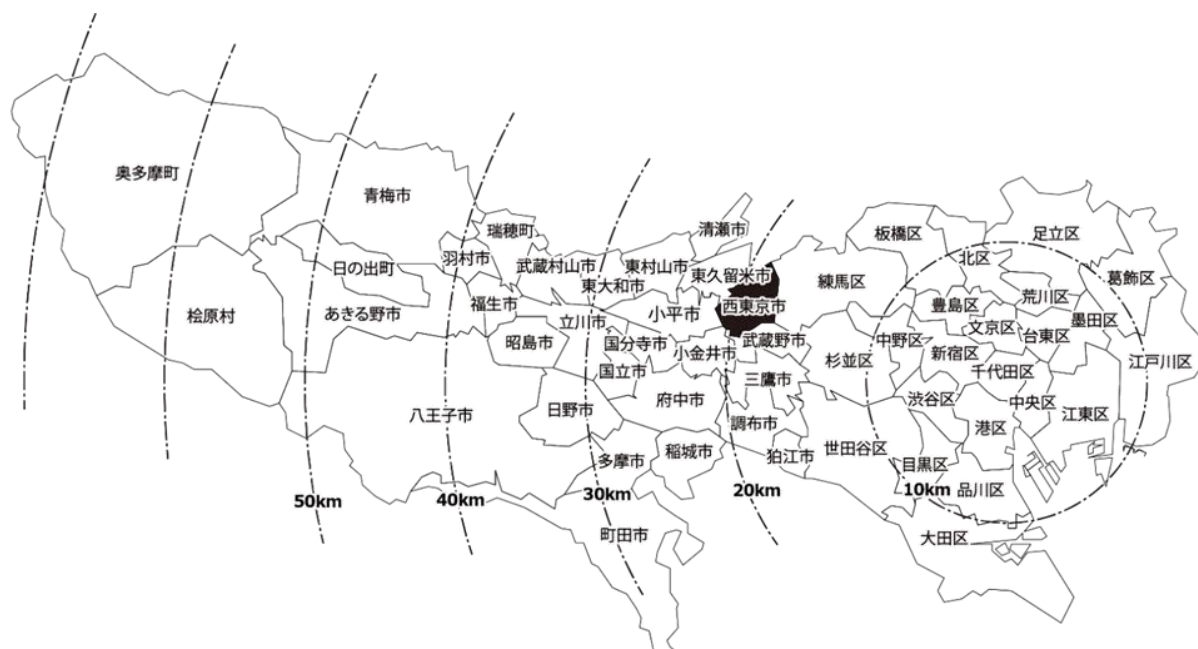 奥多摩町
青梅市
瑞穂町
清瀬市
板橋区
足立区
羽村市
武蔵村山市
東村山市
東久留米市
練馬区
北区
葛飾区
日の出町
東大和市
檜原村
あきる野市
福生市
立川市
小平市
西東京市
豊島区
荒川区
昭島市
国分寺市
小金井市
武蔵野市
杉並区
中野区
新宿区
文京区
台東区
墨田区
江戸川区
国立市
三鷹市
千代田区
八王子市
日野市
府中市
調布市
渋谷区
中央区
江東区
港区
多摩市
稲城市
狛江市
世田谷区
目黒区
品川区
50km
40km
30km
20km
10km
町田市
大田区